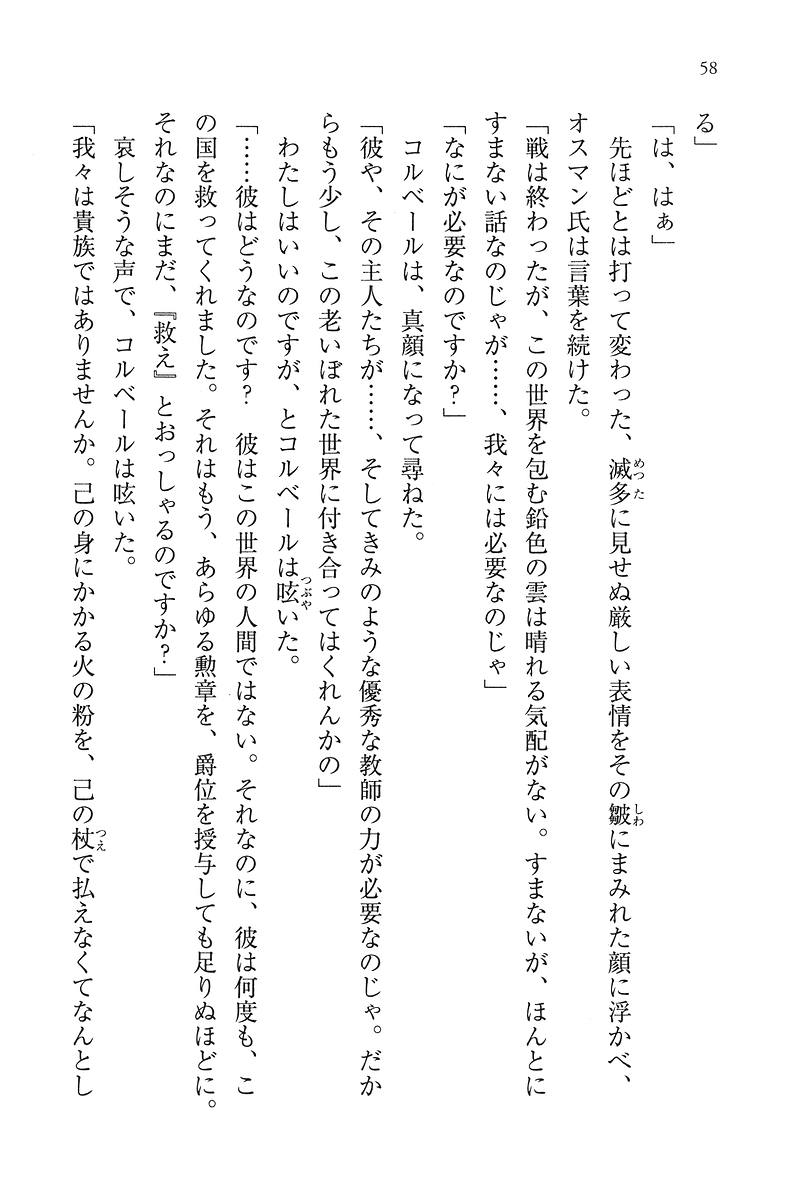 58
る」
「は、はぁ」
　先ほどとは打って変わった、滅多に見せぬ厳しい表情をその皺にまみれた顔に浮かべ、
オスマン氏は言葉を続けた。
「戦は終わったが、この世界を包む鉛色の雲は晴れる気配がない。すまないが、ほんとに
すまない話なのじゃが……、我々には必要なのじゃ」
「なにが必要なのですか？」
　コルベールは、真顔になって尋ねた。
「彼や、その主人たちが……、そしてきみのような優秀な教師の力が必要なのじゃ。だか
らもう少し、この老いぼれた世界に付き合ってはくれんかの」
　わたしはいいのですが、とコルベールは呟いた。
「……彼はどうなのです？　彼はこの世界の人間ではない。それなのに、彼は何度も、こ
の国を救ってくれました。それはもう、あらゆる勲章を、爵位を授与しても足りぬほどに。
それなのにまだ、『救え』とおっしゃるのですか？」
　哀しそうな声で、コルベールは呟いた。
「我々は貴族ではありませんか。己の身にかかる火の粉を、己の杖で払えなくてなんとし